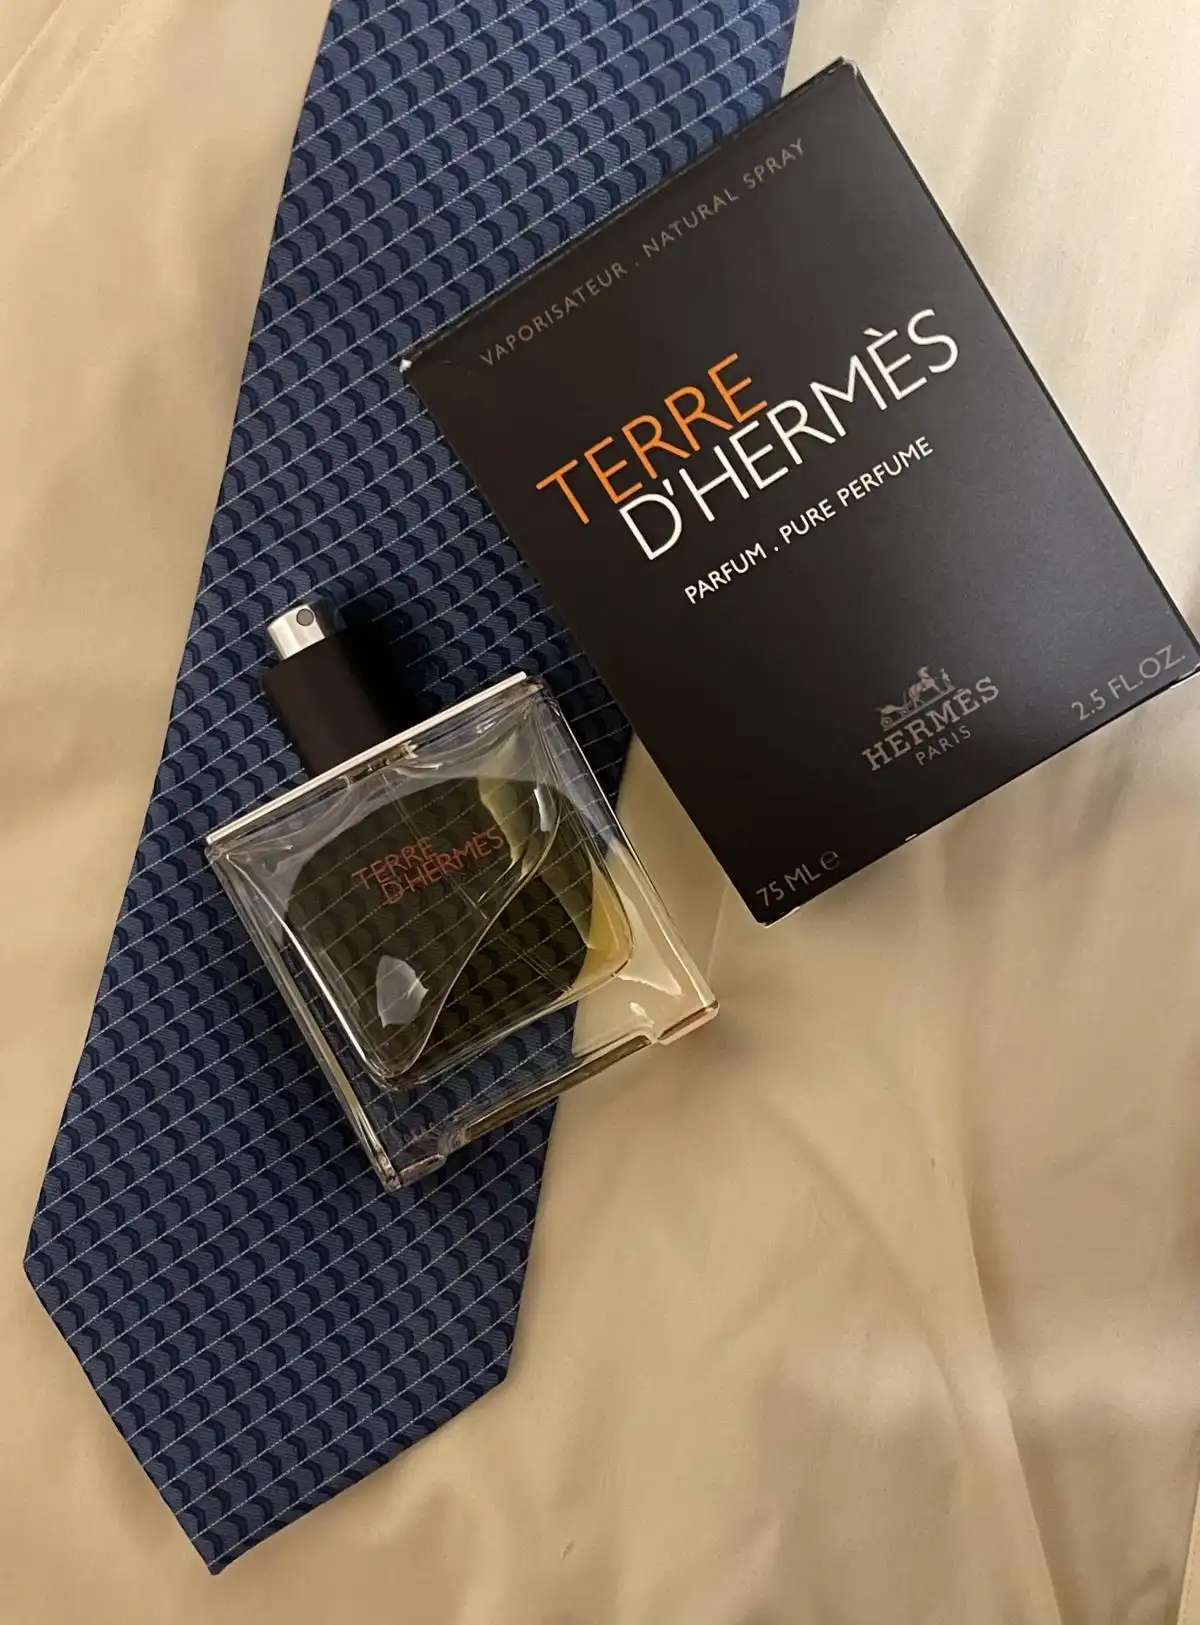 VAPORISATEUR . NATURAL SPRAY
TERRE
D'HERMÈS
PARFUM . PURE PERFUME
HERMÈS
PARIS
75 ML e
2.5 FL.OZ.
TERRE
D'HERMÈS